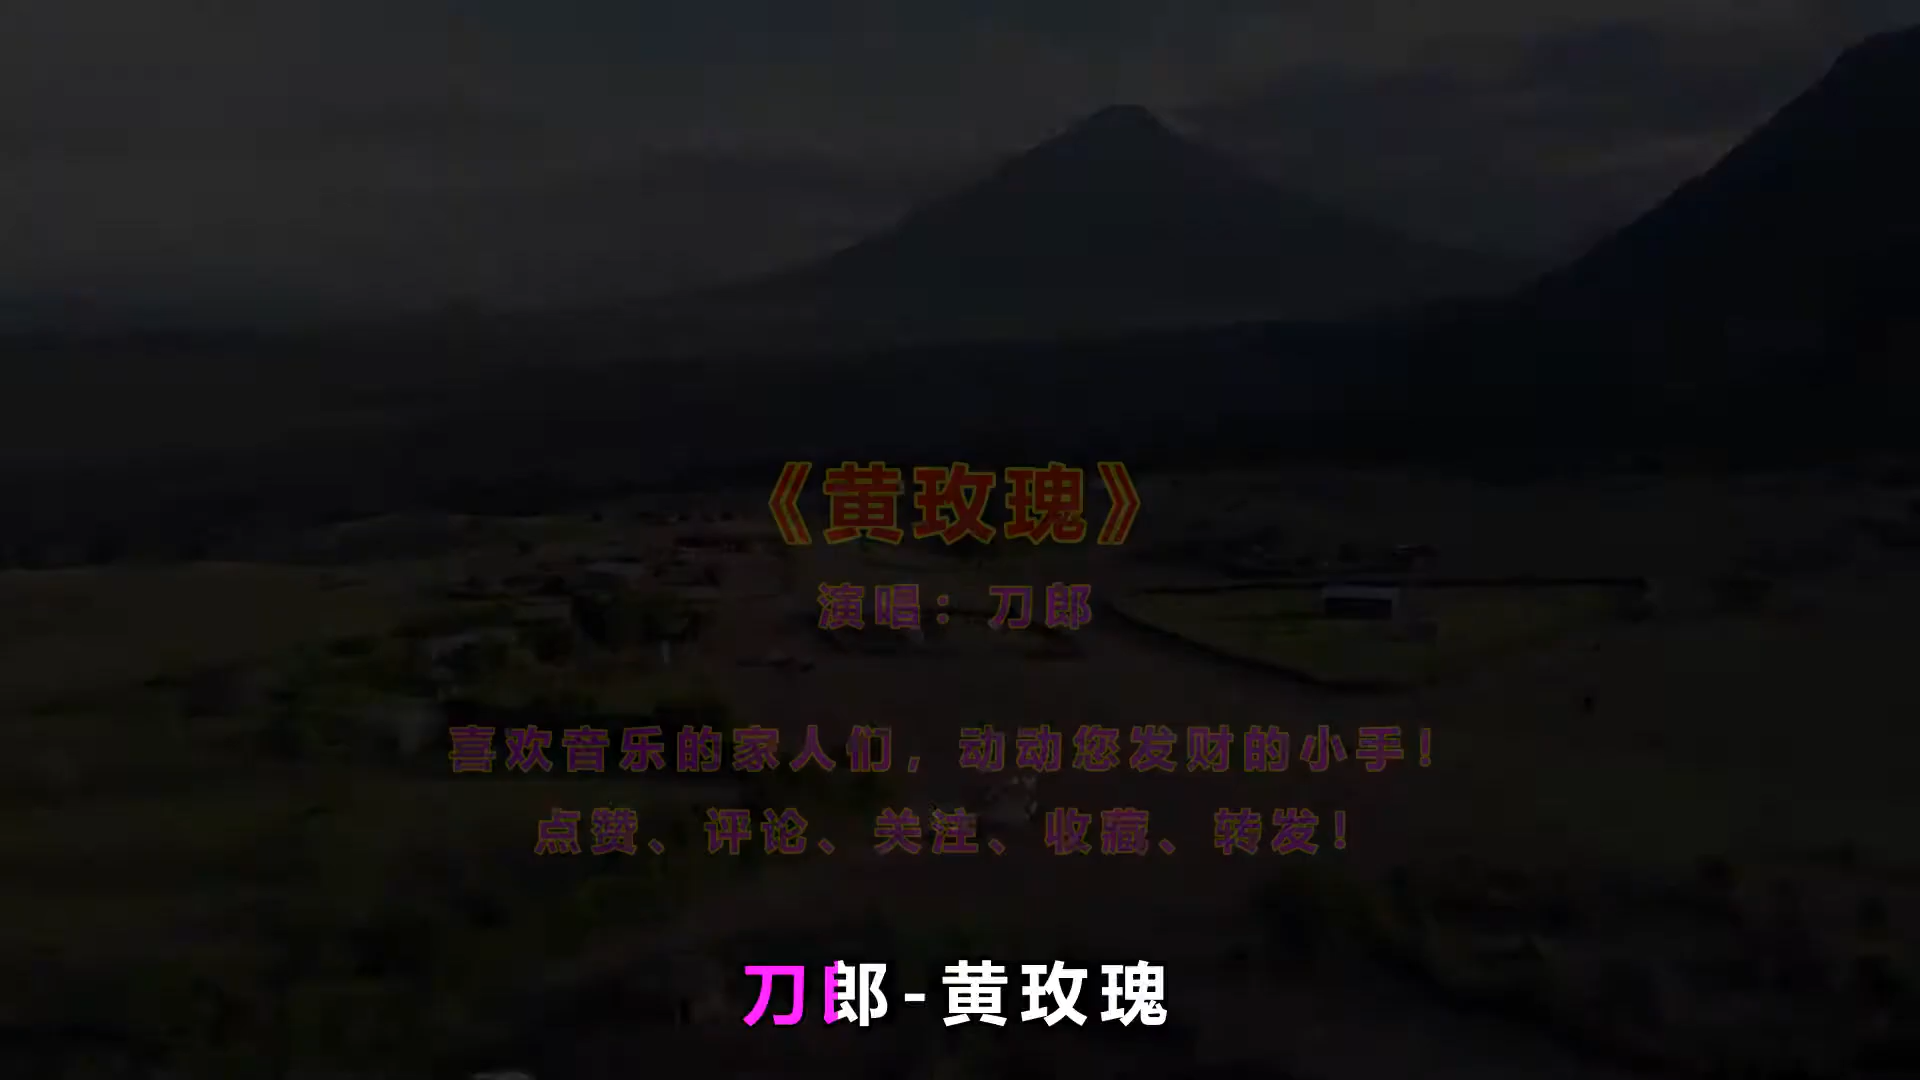 《黄玫瑰》
演唱：刀郎
喜欢音乐的家人们，动动您发财的小手！
点赞、评论、关注、收藏、转发！
刀郎-黄玫瑰